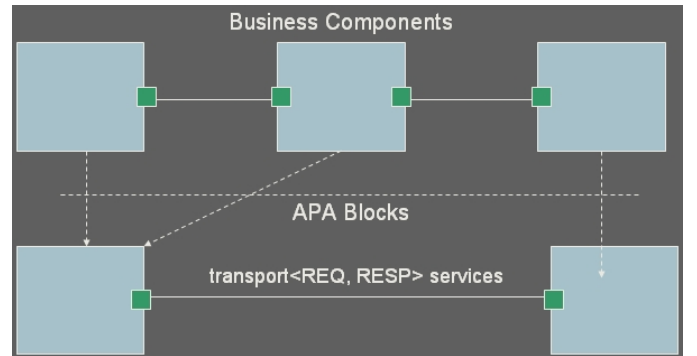 Business Components
APA Blocks
transport<REQ, RESP> services